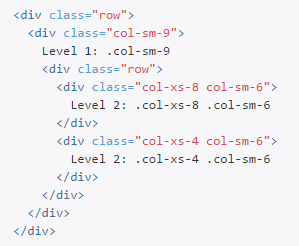 <div class="row">
  <div class="col-sm-9">
    Level 1: .col-sm-9
    <div class="row">
      <div class="col-xs-8 col-sm-6">
        Level 2: .col-xs-8 .col-sm-6
      </div>
      <div class="col-xs-4 col-sm-6">
        Level 2: .col-xs-4 .col-sm-6
      </div>
    </div>
  </div>
</div>